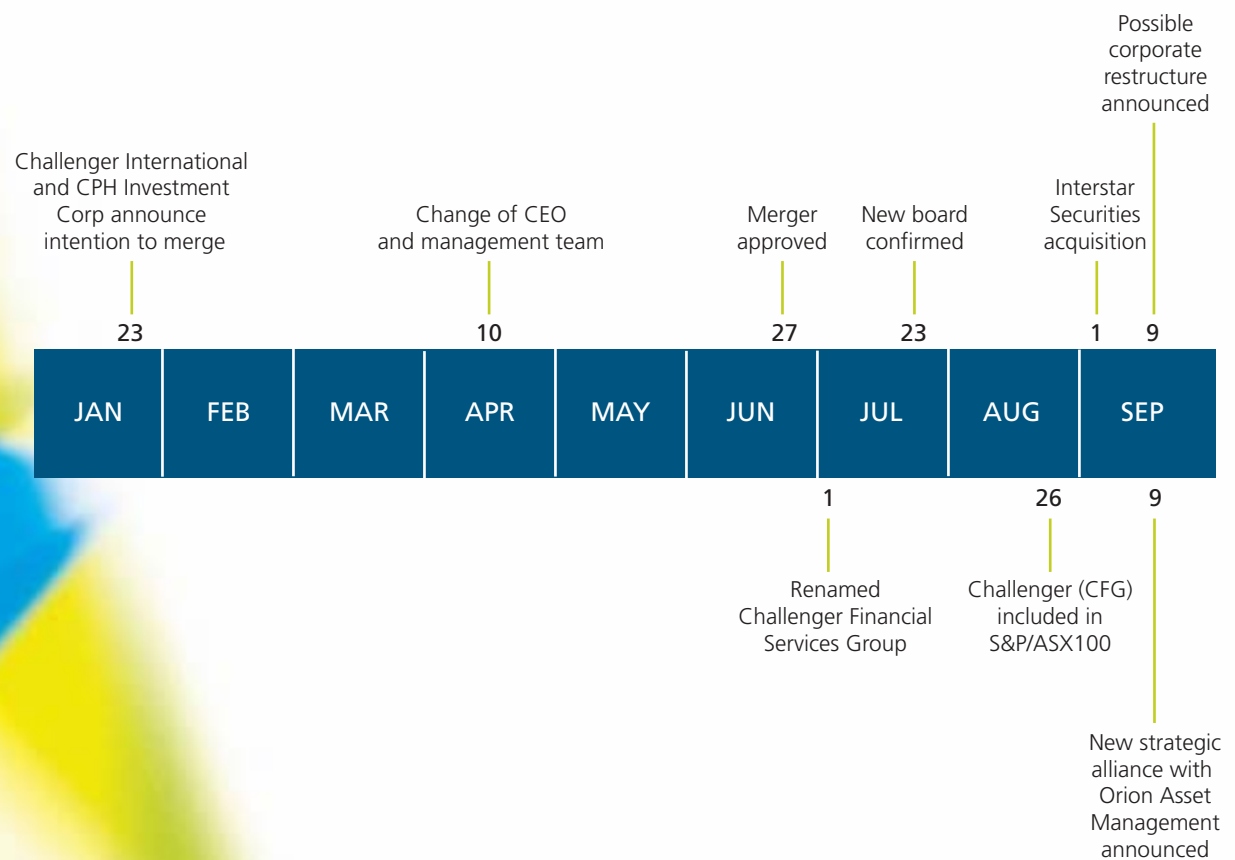 Possible
corporate
restructure
announced
Challenger International
and CPH Investment
Corp announce
intention to merge
Change of CEO
and management team
Merger
approved
New board
confirmed
Interstar
Securities
acquisition
23
10
27
23
1
9
JAN
FEB
MAR
APR
MAY
JUN
JUL
AUG
SEP
1
26
9
Renamed
Challenger Financial
Services Group
Challenger (CFG)
included in
S&P/ASX100
New strategic
alliance with
Orion Asset
Management
announced